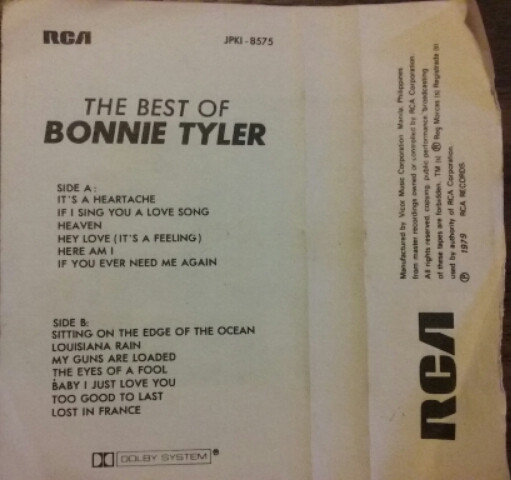 RCA
JPKI-8575
THE BEST OF
BONNIE TYLER
SIDE A:
IT'S A HEARTACHE
IF I SING YOU A LOVE SONG
HEAVEN
HEY LOVE (IT'S A FEELING)
HERE AM I
IF YOU EVER NEED ME AGAIN
SIDE B:
SITTING ON THE EDGE OF THE OCEAN
LOUISIANA RAIN
MY GUNS ARE LOADED
THE EYES OF A FOOL
BABY I JUST LOVE YOU
TOO GOOD TO LAST
LOST IN FRANCE
DOLBY SYSTEM ®
Manufactured by Vicor Music Corporation Manila, Philippines
from master recordings owned or controlled by RCA Corporation
All rights reserved, copying, public performance broadcasting
of these tapes are forbidden. TM (s) ® Reg Marcas (s) Registrada (s)
used by authority of RCA Corporation.
℗ 1979 RCA RECORDS
RCA